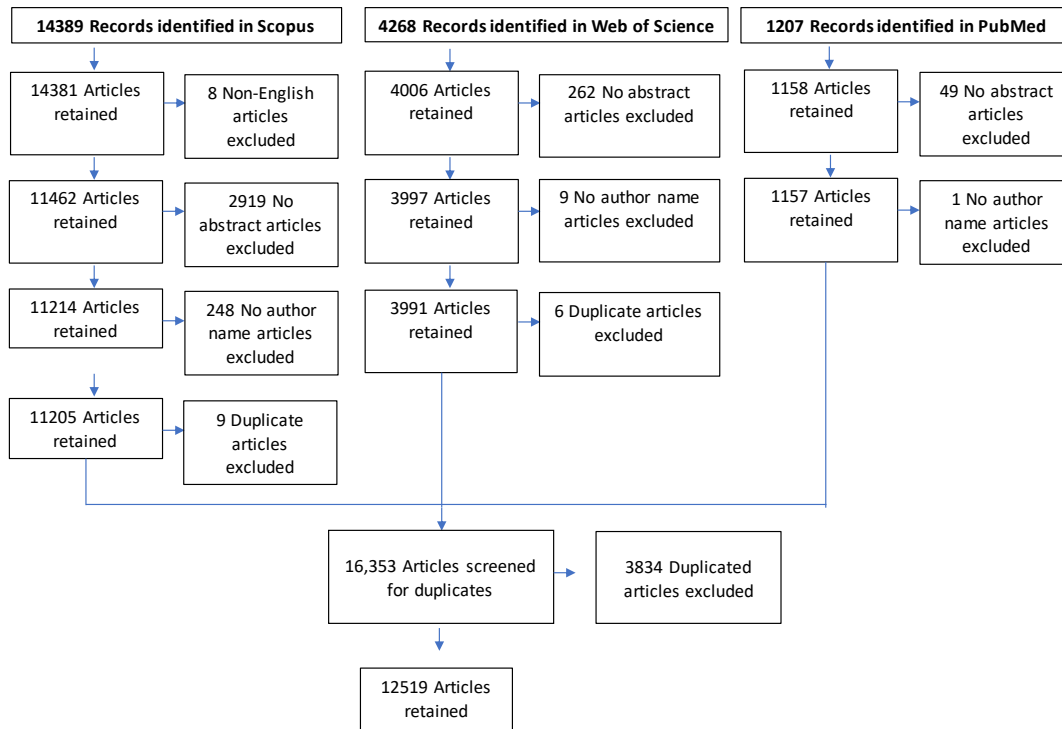 14389 Records identified in Scopus
4268 Records identified in Web of Science
1207 Records identified in PubMed
14381 Articles
retained
8 Non-English
articles
excluded
4006 Articles
retained
262 No abstract
articles excluded
1158 Articles
retained
49 No abstract
articles
excluded
11462 Articles
retained
2919 No
abstract articles
excluded
3997 Articles
retained
9 No author name
articles excluded
1157 Articles
retained
1 No author
name articles
excluded
11214 Articles
retained
248 No author
name articles
excluded
3991 Articles
retained
6 Duplicate articles
excluded
11205 Articles
retained
9 Duplicate
articles
excluded
16,353 Articles screened
for duplicates
3834 Duplicated
articles excluded
12519 Articles
retained